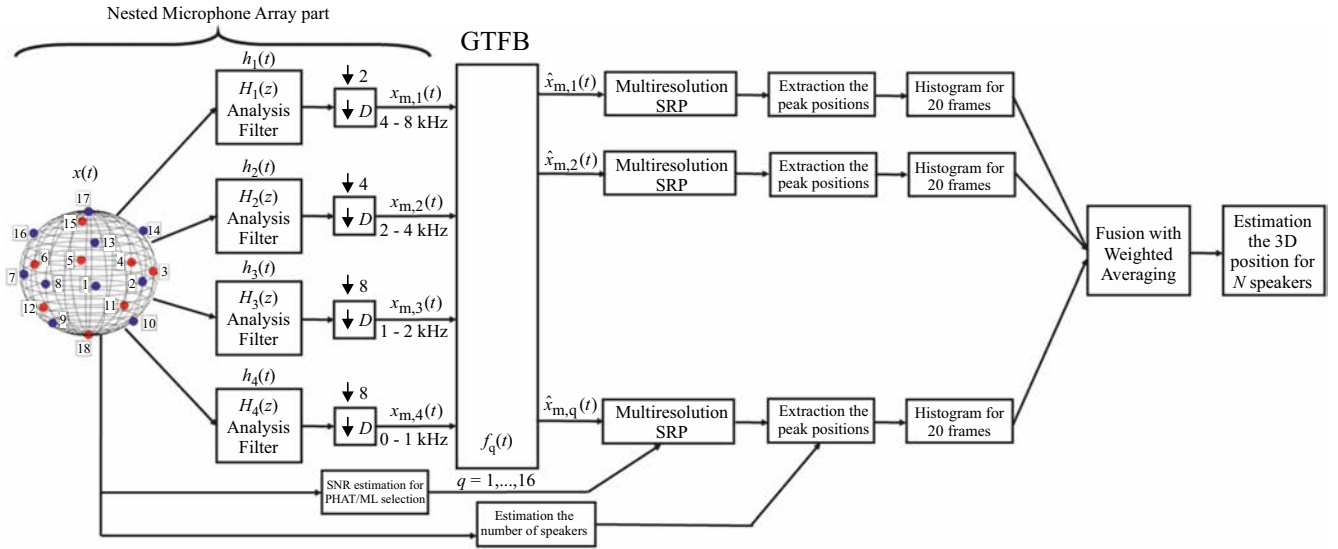 Nested Microphone Array part
GTFB
h1(t)
H1(z)
Analysis
Filter
↓ 2
↓ D
xm,1(t)
4 - 8 kHz
x̂m,1(t)
Multiresolution
SRP
Extraction the
peak positions
Histogram for
20 frames
h2(t)
H2(z)
Analysis
Filter
↓ 4
↓ D
xm,2(t)
2 - 4 kHz
x̂m,2(t)
Multiresolution
SRP
Extraction the
peak positions
Histogram for
20 frames
x(t)
17
15
16
14
13
6
5
4
3
7
8
1
2
12
11
9
10
18
h3(t)
H3(z)
Analysis
Filter
↓ 8
↓ D
xm,3(t)
1 - 2 kHz
Fusion with
Weighted
Averaging
Estimation
the 3D
position for
N speakers
h4(t)
H4(z)
Analysis
Filter
↓ 8
↓ D
xm,4(t)
0 - 1 kHz
fq(t)
q = 1,...,16
x̂m,q(t)
Multiresolution
SRP
Extraction the
peak positions
Histogram for
20 frames
SNR estimation for
PHAT/ML selection
Estimation the
number of speakers